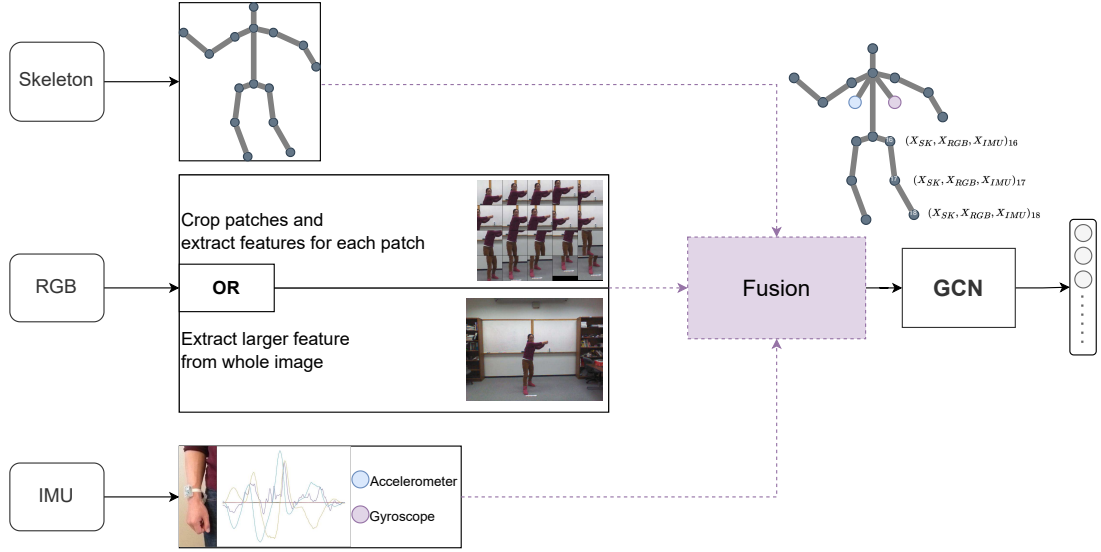 Skeleton
(X_SK, X_RGB, X_IMU)_16
(X_SK, X_RGB, X_IMU)_17
(X_SK, X_RGB, X_IMU)_18
Crop patches and
extract features for each patch
RGB
OR
Fusion
GCN
Extract larger feature
from whole image
IMU
Accelerometer
Gyroscope